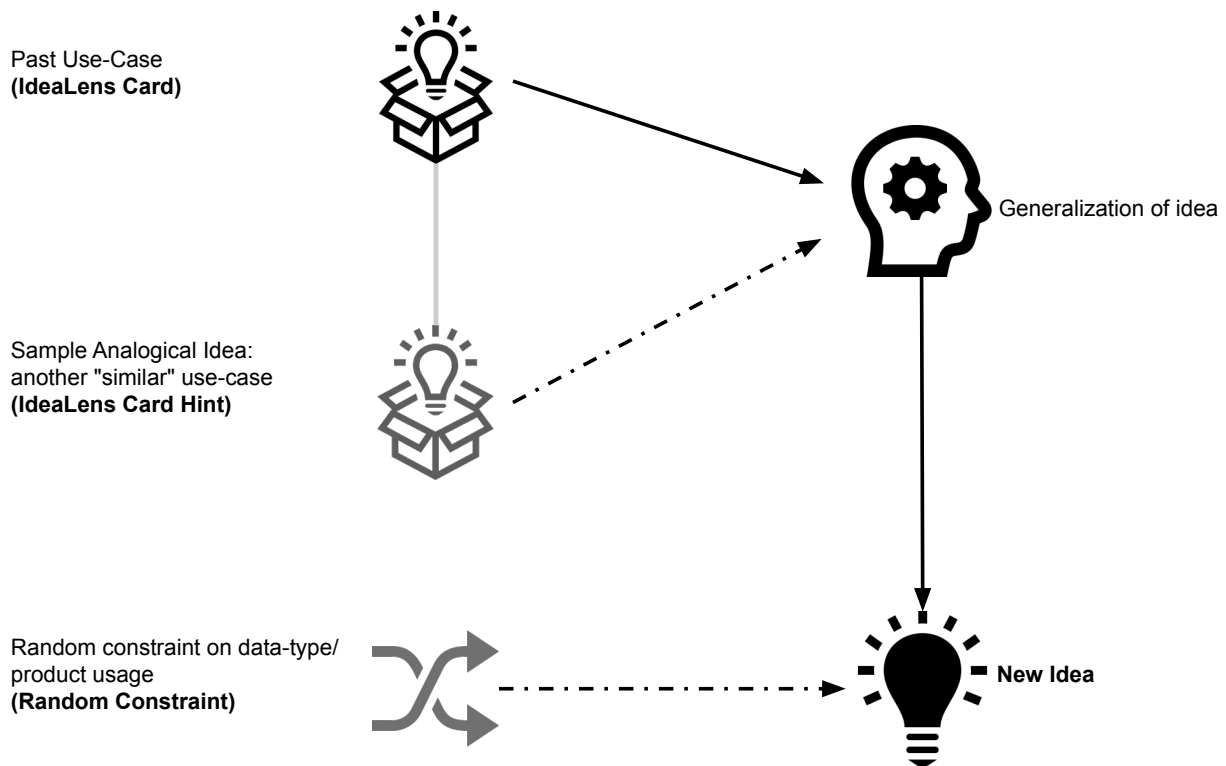 Past Use-Case
(IdeaLens Card)
Generalization of idea
Sample Analogical Idea:
another "similar" use-case
(IdeaLens Card Hint)
Random constraint on data-type/
product usage
(Random Constraint)
New Idea